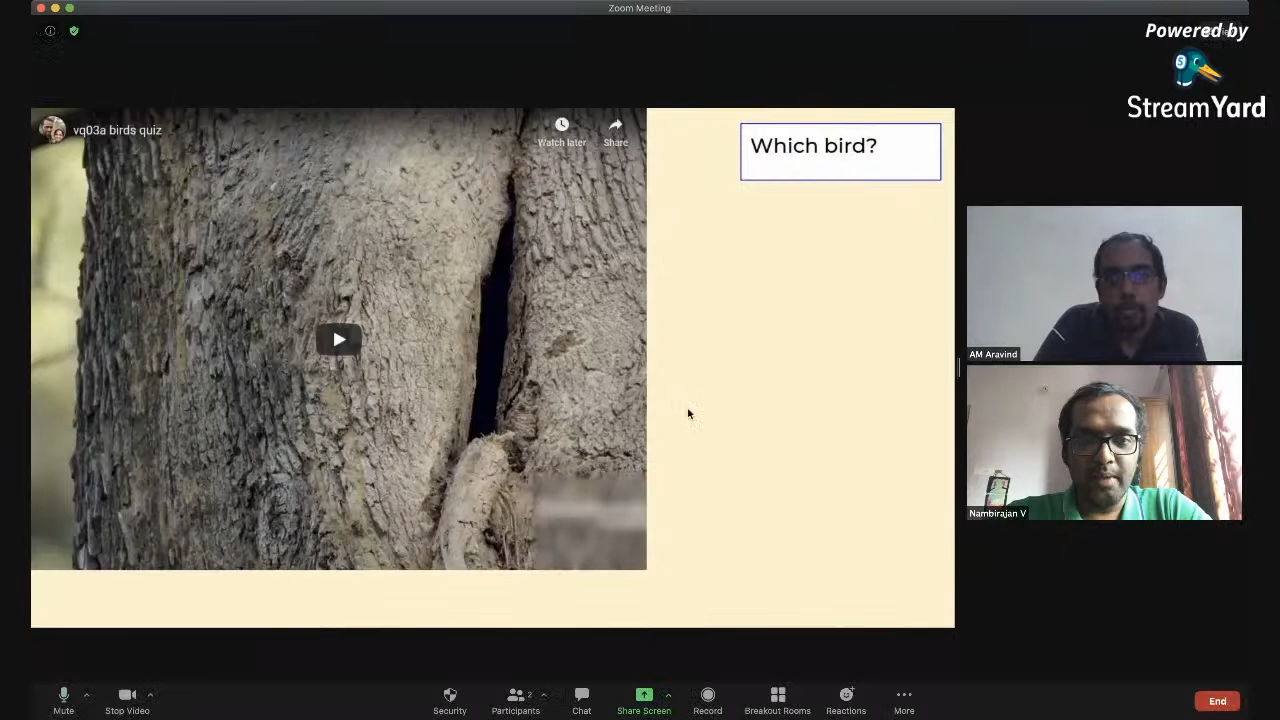 Zoom Meeting
Powered by
StreamYard
vq03a birds quiz
Watch later
Share
Which bird?
AM Aravind
Nambirajan V
Mute
Stop Video
Security
Participants
2
Chat
Share Screen
Record
Breakout Rooms
Reactions
More
End